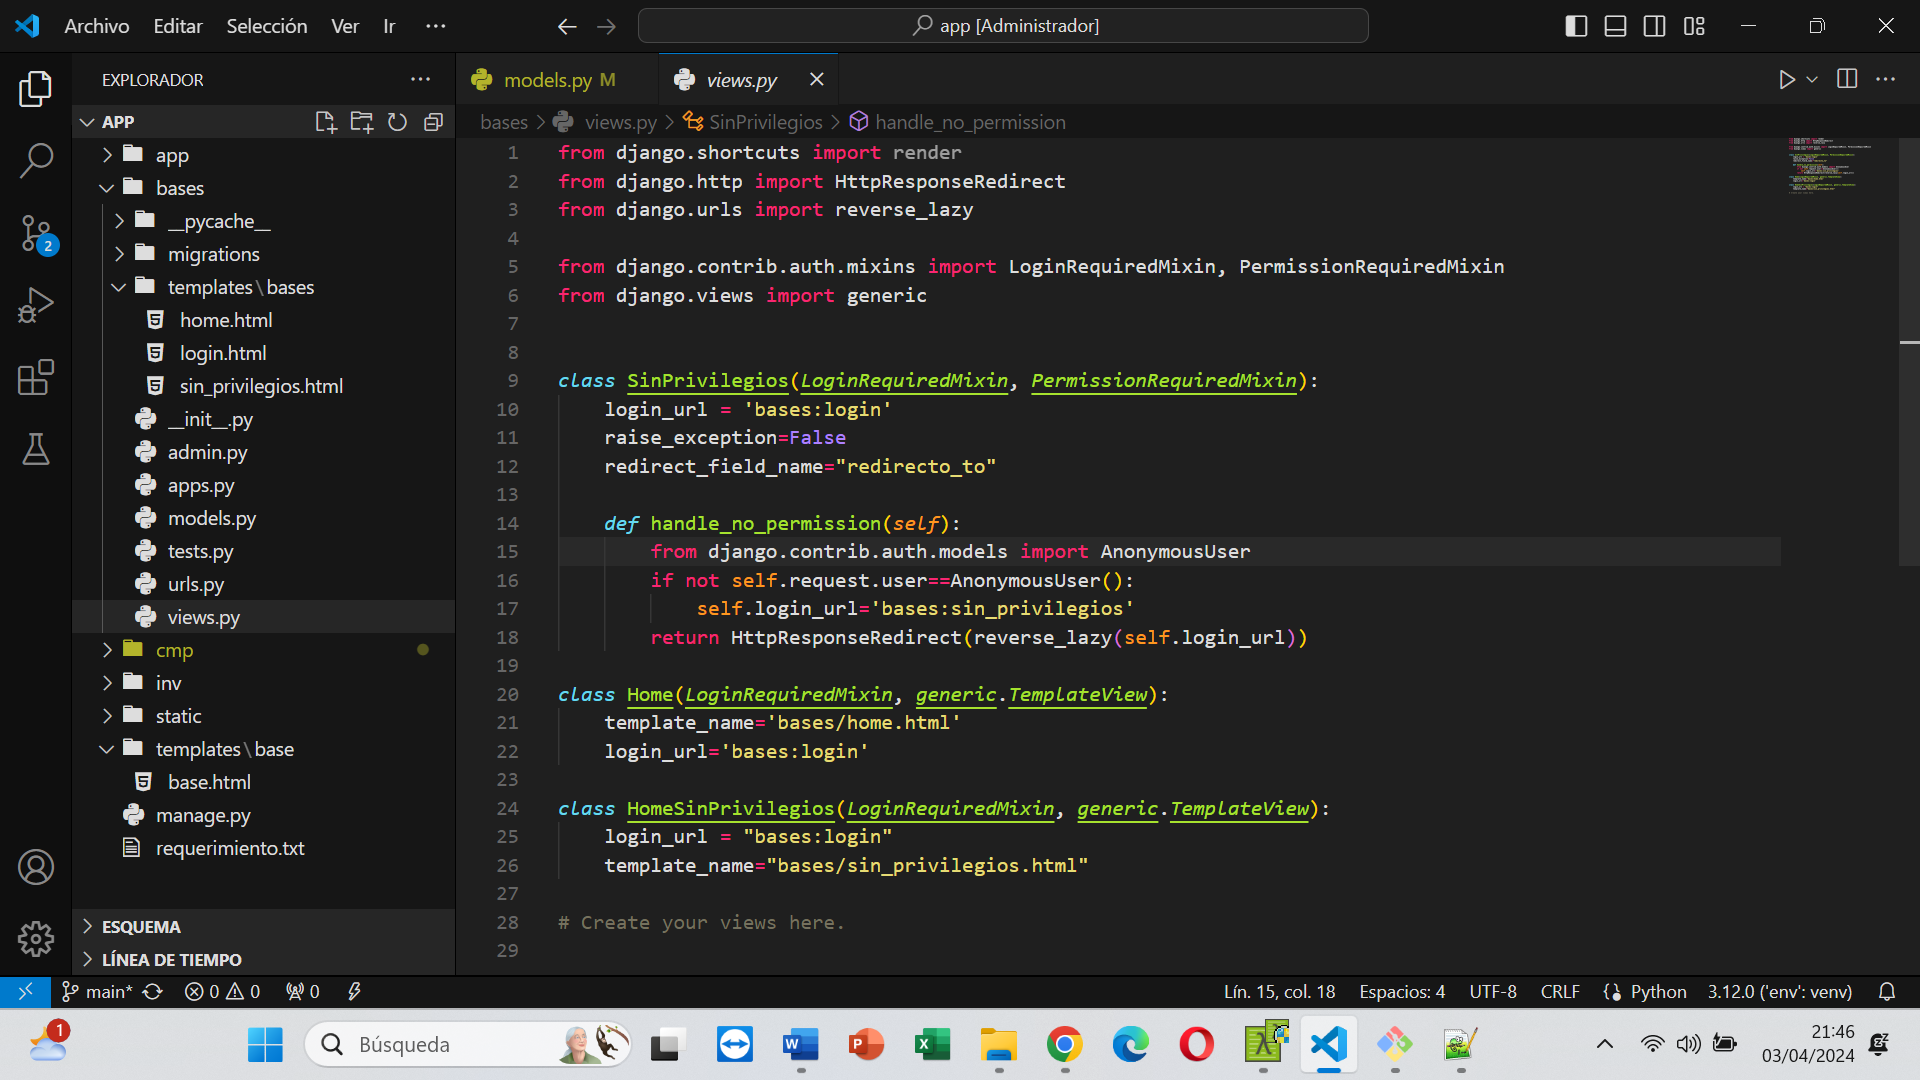 Archivo Editar Selección Ver Ir ··· app [Administrador]
EXPLORADOR ···
models.py M views.py ···
APP
bases > views.py > SinPrivilegios > handle_no_permission
app
bases
__pycache__
migrations
templates\bases
home.html
login.html
sin_privilegios.html
__init__.py
admin.py
apps.py
models.py
tests.py
urls.py
views.py
cmp
inv
static
templates\base
base.html
manage.py
requerimiento.txt
ESQUEMA
LÍNEA DE TIEMPO
2
1 from django.shortcuts import render
2 from django.http import HttpResponseRedirect
3 from django.urls import reverse_lazy
4
5 from django.contrib.auth.mixins import LoginRequiredMixin, PermissionRequiredMixin
6 from django.views import generic
7
8
9 class SinPrivilegios(LoginRequiredMixin, PermissionRequiredMixin):
10 login_url = 'bases:login'
11 raise_exception=False
12 redirect_field_name="redirecto_to"
13
14 def handle_no_permission(self):
15 from django.contrib.auth.models import AnonymousUser
16 if not self.request.user==AnonymousUser():
17 self.login_url='bases:sin_privilegios'
18 return HttpResponseRedirect(reverse_lazy(self.login_url))
19
20 class Home(LoginRequiredMixin, generic.TemplateView):
21 template_name='bases/home.html'
22 login_url='bases:login'
23
24 class HomeSinPrivilegios(LoginRequiredMixin, generic.TemplateView):
25 login_url = "bases:login"
26 template_name="bases/sin_privilegios.html"
27
28 # Create your views here.
29
main* 0 0 0 Lín. 15, col. 18 Espacios: 4 UTF-8 CRLF Python 3.12.0 ('env': venv)
1 Búsqueda 21:46
03/04/2024